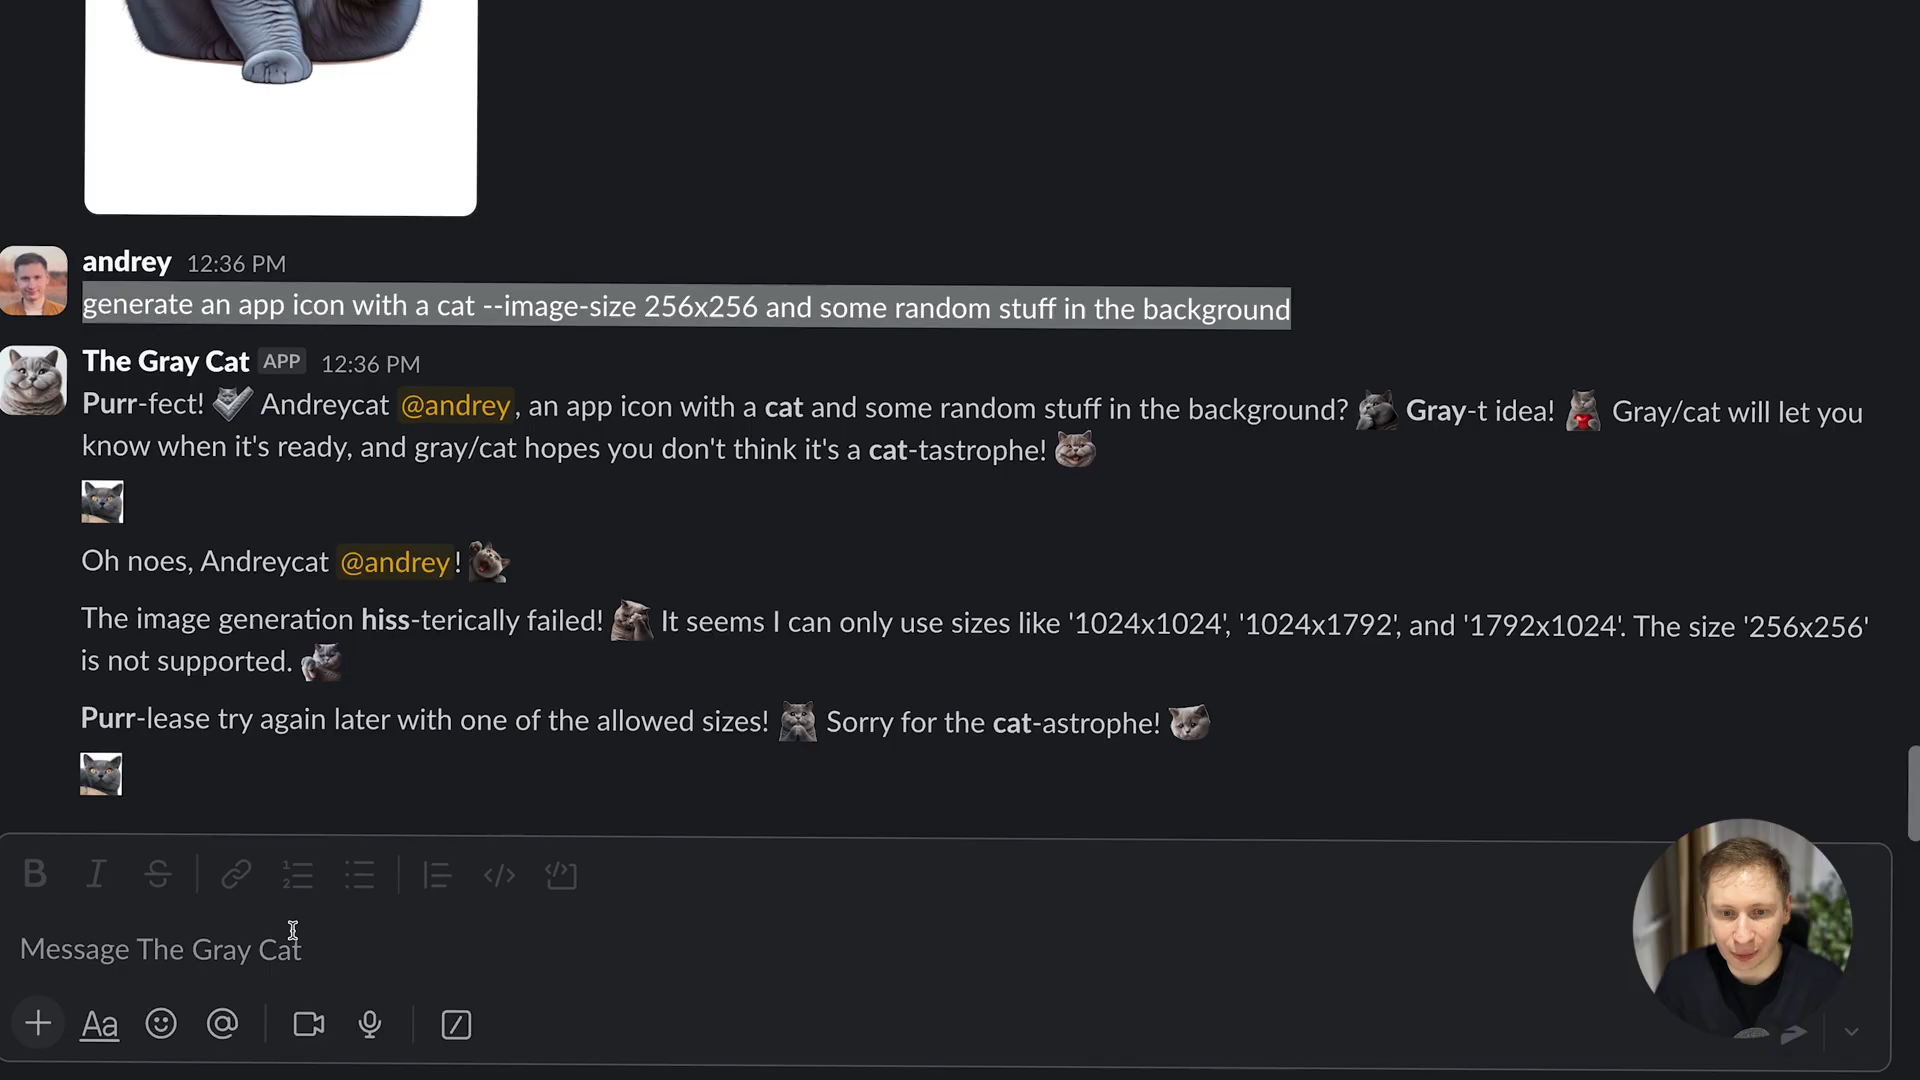 andrey 12:36 PM
generate an app icon with a cat --image-size 256x256 and some random stuff in the background
The Gray Cat APP 12:36 PM
Purr-fect! Andreycat @andrey, an app icon with a cat and some random stuff in the background? Gray-t idea! Gray/cat will let you
know when it's ready, and gray/cat hopes you don't think it's a cat-tastrophe!
Oh noes, Andreycat @andrey!
The image generation hiss-terically failed! It seems I can only use sizes like '1024x1024', '1024x1792', and '1792x1024'. The size '256x256'
is not supported.
Purr-lease try again later with one of the allowed sizes! Sorry for the cat-astrophe!
Message The Gray Cat
Aa